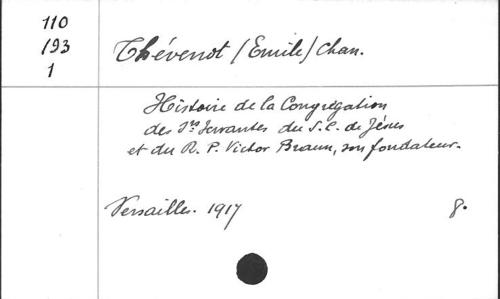 110
193
1
Thévenot (Emile) Chan.
Histoire de la Congrégation
des Srs Servantes du S. C. de Jésus
et du R. P. Victor Braun, son fondateur.
Versailles. 1917
8.